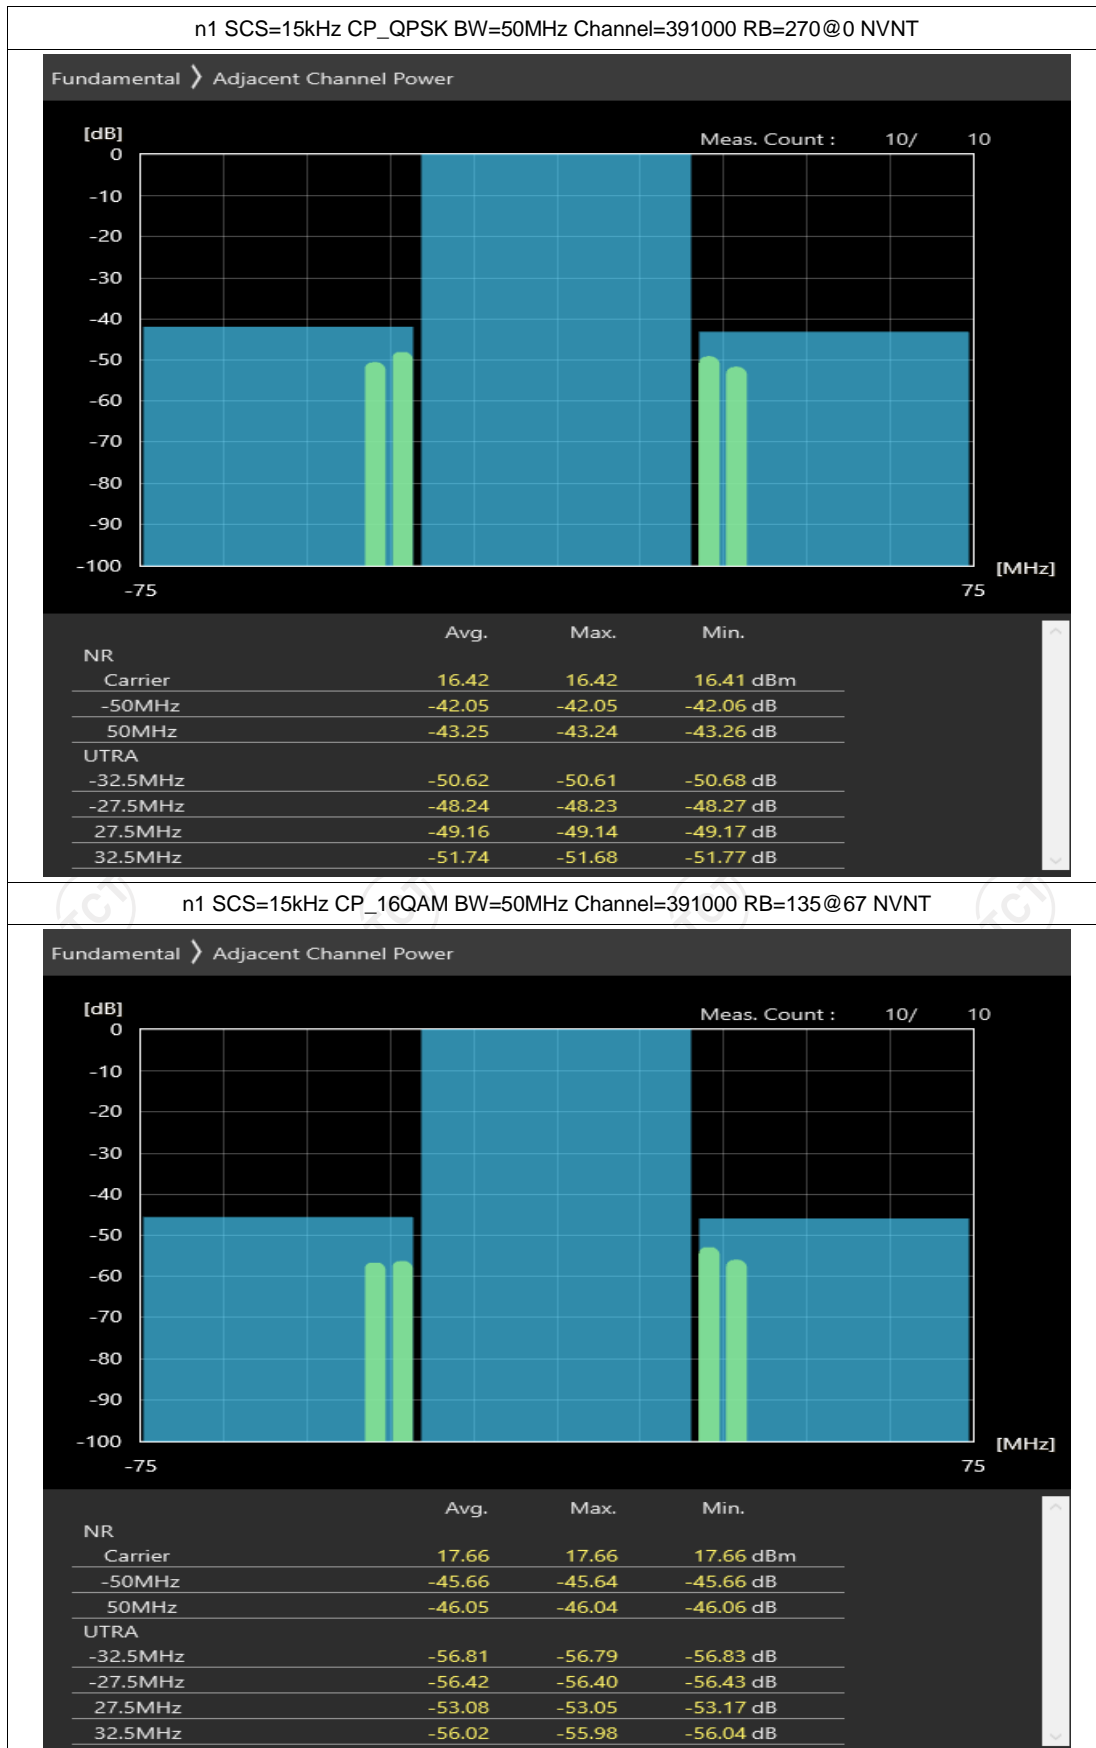 n1 SCS=15kHz CP_QPSK BW=50MHz Channel=391000 RB=270@0 NVNT
Fundamental > Adjacent Channel Power
[dB]
Meas. Count : 10/ 10
0
-10
-20
-30
-40
-50
-60
-70
-80
-90
-100
[MHz]
-75 75
Avg. Max. Min.
NR
Carrier 16.42 16.42 16.41 dBm
-50MHz -42.05 -42.05 -42.06 dB
50MHz -43.25 -43.24 -43.26 dB
UTRA
-32.5MHz -50.62 -50.61 -50.68 dB
-27.5MHz -48.24 -48.23 -48.27 dB
27.5MHz -49.16 -49.14 -49.17 dB
32.5MHz -51.74 -51.68 -51.77 dB
TCT TCT TCT TCT
n1 SCS=15kHz CP_16QAM BW=50MHz Channel=391000 RB=135@67 NVNT
Fundamental > Adjacent Channel Power
[dB]
Meas. Count : 10/ 10
0
-10
-20
-30
-40
-50
-60
-70
-80
-90
-100
[MHz]
-75 75
Avg. Max. Min.
NR
Carrier 17.66 17.66 17.66 dBm
-50MHz -45.66 -45.64 -45.66 dB
50MHz -46.05 -46.04 -46.06 dB
UTRA
-32.5MHz -56.81 -56.79 -56.83 dB
-27.5MHz -56.42 -56.40 -56.43 dB
27.5MHz -53.08 -53.05 -53.17 dB
32.5MHz -56.02 -55.98 -56.04 dB